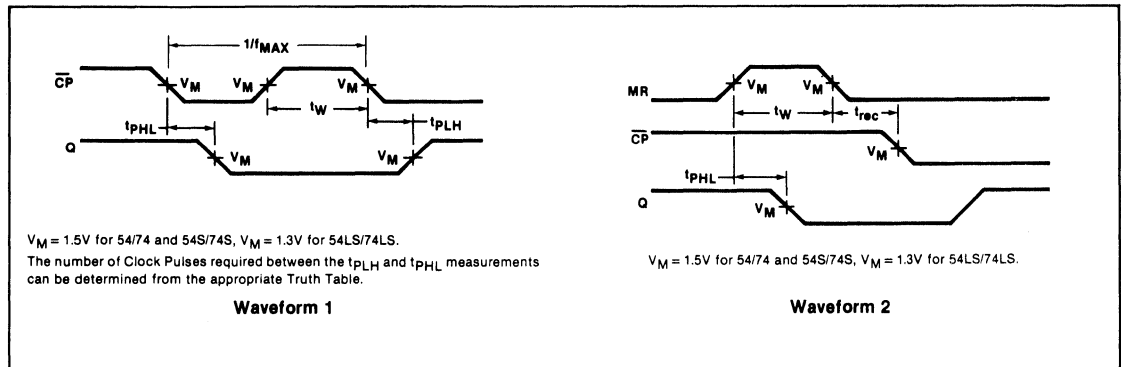 1/fMAX
CP
VM VM VM
tW
tPHL tPLH
Q
VM VM
VM = 1.5V for 54/74 and 54S/74S, VM = 1.3V for 54LS/74LS.
The number of Clock Pulses required between the tPLH and tPHL measurements
can be determined from the appropriate Truth Table.
Waveform 1
MR
VM VM
tW trec
CP
VM
tPHL
Q
VM
VM = 1.5V for 54/74 and 54S/74S, VM = 1.3V for 54LS/74LS.
Waveform 2